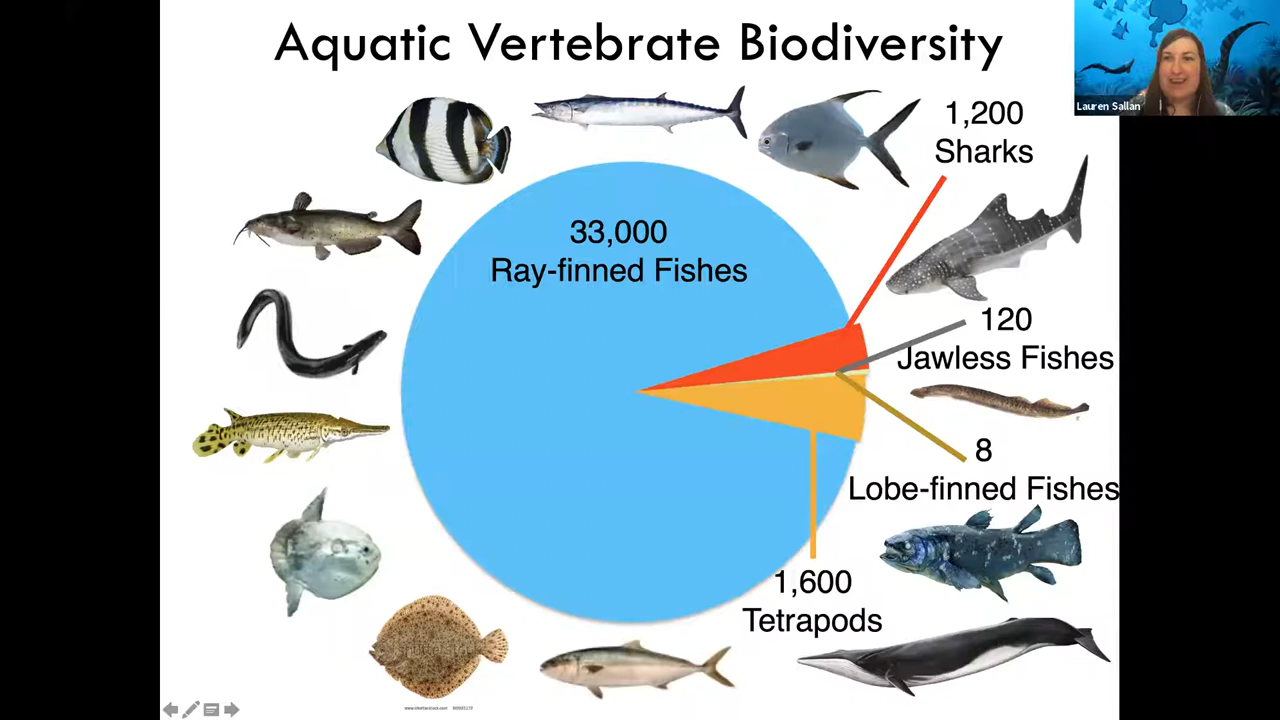 Aquatic Vertebrate Biodiversity
Lauren Sallan
1,200
Sharks
33,000
Ray-finned Fishes
120
Jawless Fishes
8
Lobe-finned Fishes
1,600
Tetrapods